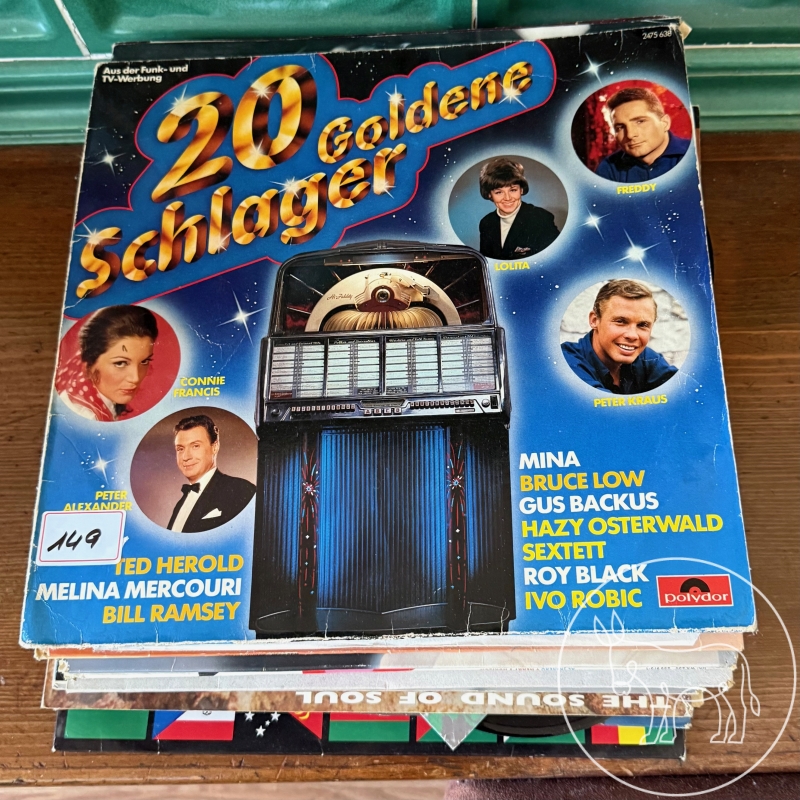 2475 638
Aus der Funk- und
TV-Werbung
20
Goldene
Schlager
FREDDY
LOLITA
CONNIE
FRANCIS
PETER KRAUS
PETER
ALEXANDER
149
TED HEROLD
MELINA MERCOURI
BILL RAMSEY
MINA
BRUCE LOW
GUS BACKUS
HAZY OSTERWALD
SEXTETT
ROY BLACK
IVO ROBIC
polydor
THE SOUND OF SOUL